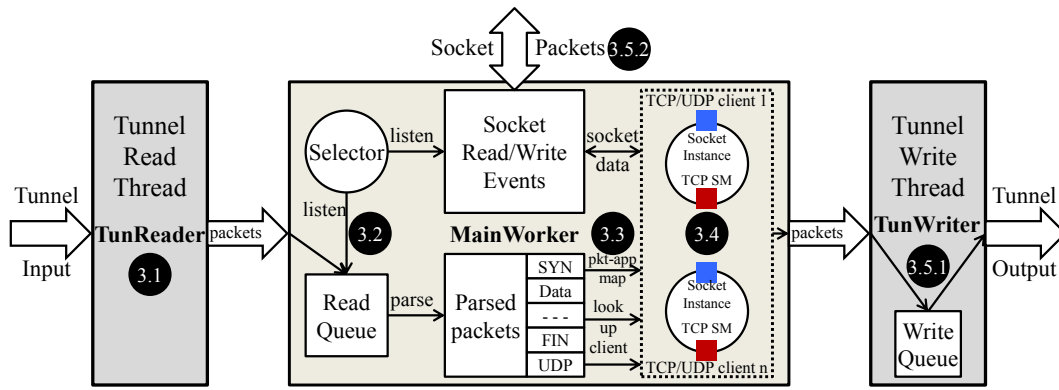 Socket
Packets
3.5.2
Tunnel
Read
Thread
TunReader
3.1
Tunnel
Input
packets
Selector
listen
listen
3.2
Read
Queue
parse
Socket
Read/Write
Events
MainWorker
3.3
Parsed
packets
SYN
Data
- - -
FIN
UDP
socket
data
pkt-app
map
look
up
client
TCP/UDP client 1
Socket
Instance
TCP SM
3.4
Socket
Instance
TCP SM
TCP/UDP client n
packets
Tunnel
Write
Thread
TunWriter
3.5.1
Write
Queue
Tunnel
Output